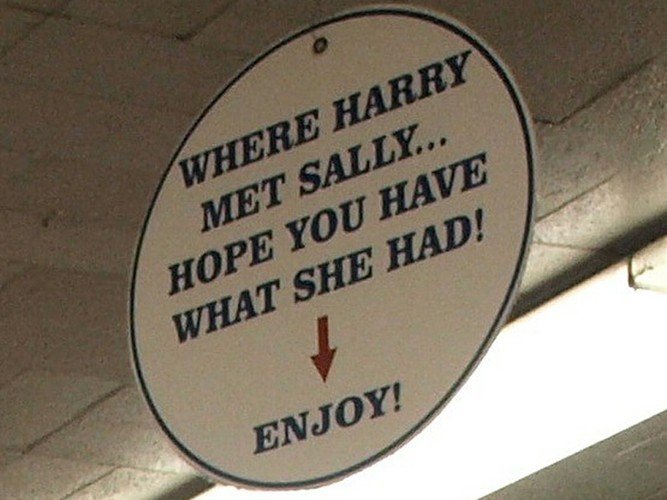 WHERE HARRY
MET SALLY...
HOPE YOU HAVE
WHAT SHE HAD!
ENJOY!